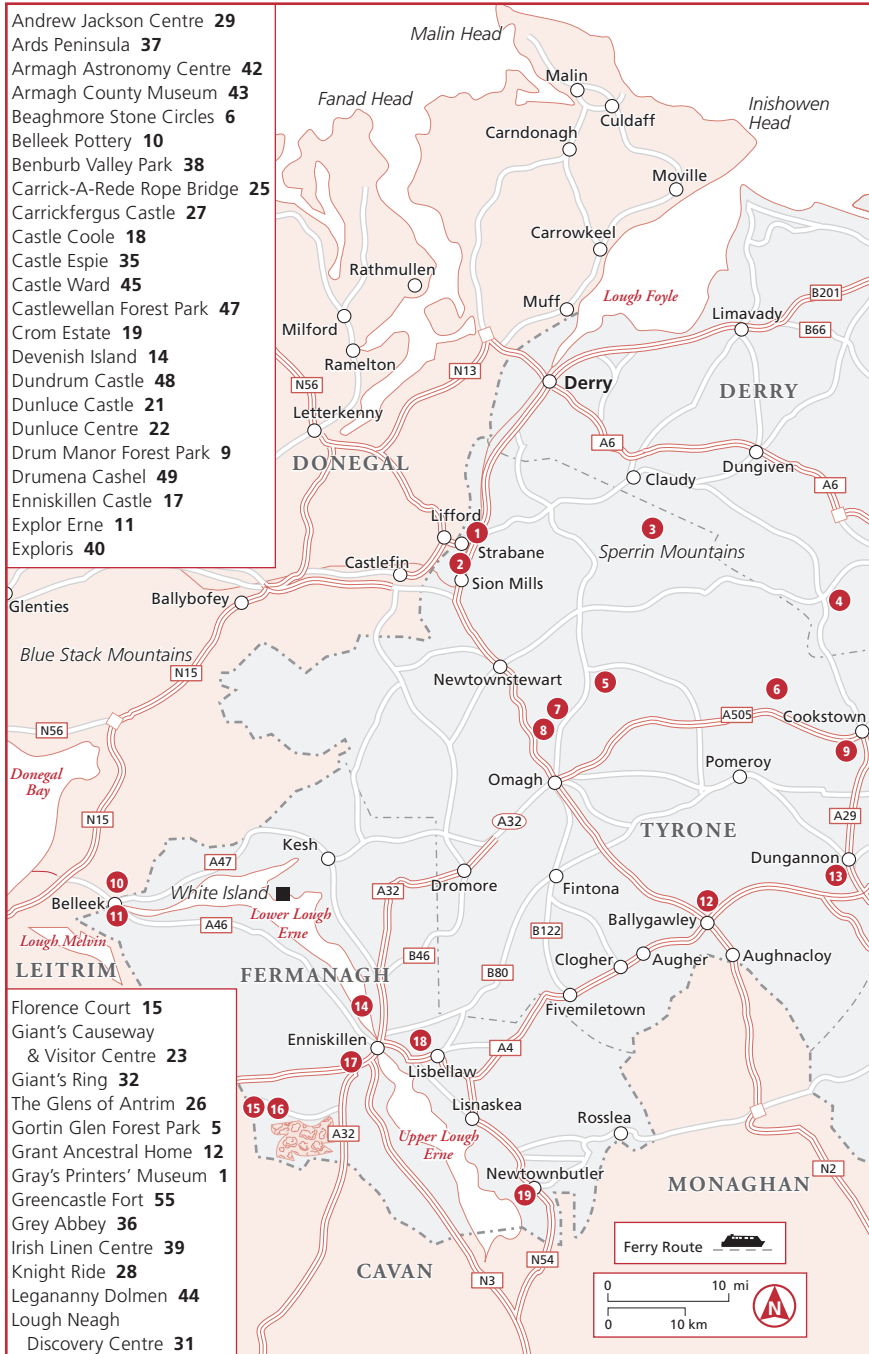 Andrew Jackson Centre 29
Ards Peninsula 37
Armagh Astronomy Centre 42
Armagh County Museum 43
Beaghmore Stone Circles 6
Belleek Pottery 10
Benburb Valley Park 38
Carrick-A-Rede Rope Bridge 25
Carrickfergus Castle 27
Castle Coole 18
Castle Espie 35
Castle Ward 45
Castlewellan Forest Park 47
Crom Estate 19
Devenish Island 14
Dundrum Castle 48
Dunluce Castle 21
Dunluce Centre 22
Drum Manor Forest Park 9
Drumena Cashel 49
Enniskillen Castle 17
Explor Erne 11
Exploris 40
Malin Head
Malin
Fanad Head
Culdaff
Inishowen
Head
Carndonagh
Moville
Carrowkeel
Rathmullen
Muff
Lough Foyle
B201
Limavady
Milford
B66
Ramelton
N13
N56
Derry
DERRY
Letterkenny
A6
DONEGAL
Dungiven
Claudy
A6
Lifford
1
3
Strabane
Sperrin Mountains
Castlefin
2
Sion Mills
Glenties
Ballybofey
4
Blue Stack Mountains
N15
Newtownstewart
5
6
7
N56
A505
Cookstown
8
9
Donegal
Bay
Omagh
Pomeroy
N15
A32
TYRONE
A29
Kesh
A47
Dungannon
10
White Island
A32
Dromore
Fintona
13
Belleek
11
Lower Lough
Erne
12
A46
Ballygawley
Lough Melvin
B122
LEITRIM
B46
FERMANAGH
B80
Clogher
Augher
Aughnacloy
14
Fivemiletown
Enniskillen
18
A4
17
Lisbellaw
15
16
Lisnaskea
A32
Rosslea
Upper Lough
Erne
Newtownbutler
19
MONAGHAN
N2
CAVAN
N54
N3
Florence Court 15
Giant's Causeway
& Visitor Centre 23
Giant's Ring 32
The Glens of Antrim 26
Gortin Glen Forest Park 5
Grant Ancestral Home 12
Gray's Printers' Museum 1
Greencastle Fort 55
Grey Abbey 36
Irish Linen Centre 39
Knight Ride 28
Legananny Dolmen 44
Lough Neagh
Discovery Centre 31
Ferry Route
0 10 mi
0 10 km
N